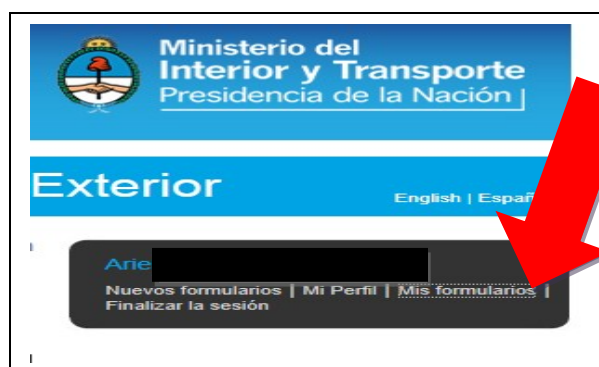 Ministerio del
Interior y Transporte
Presidencia de la Nación
Exterior
English | Españ
Arie
Nuevos formularios | Mi Perfil | Mis formularios |
Finalizar la sesión